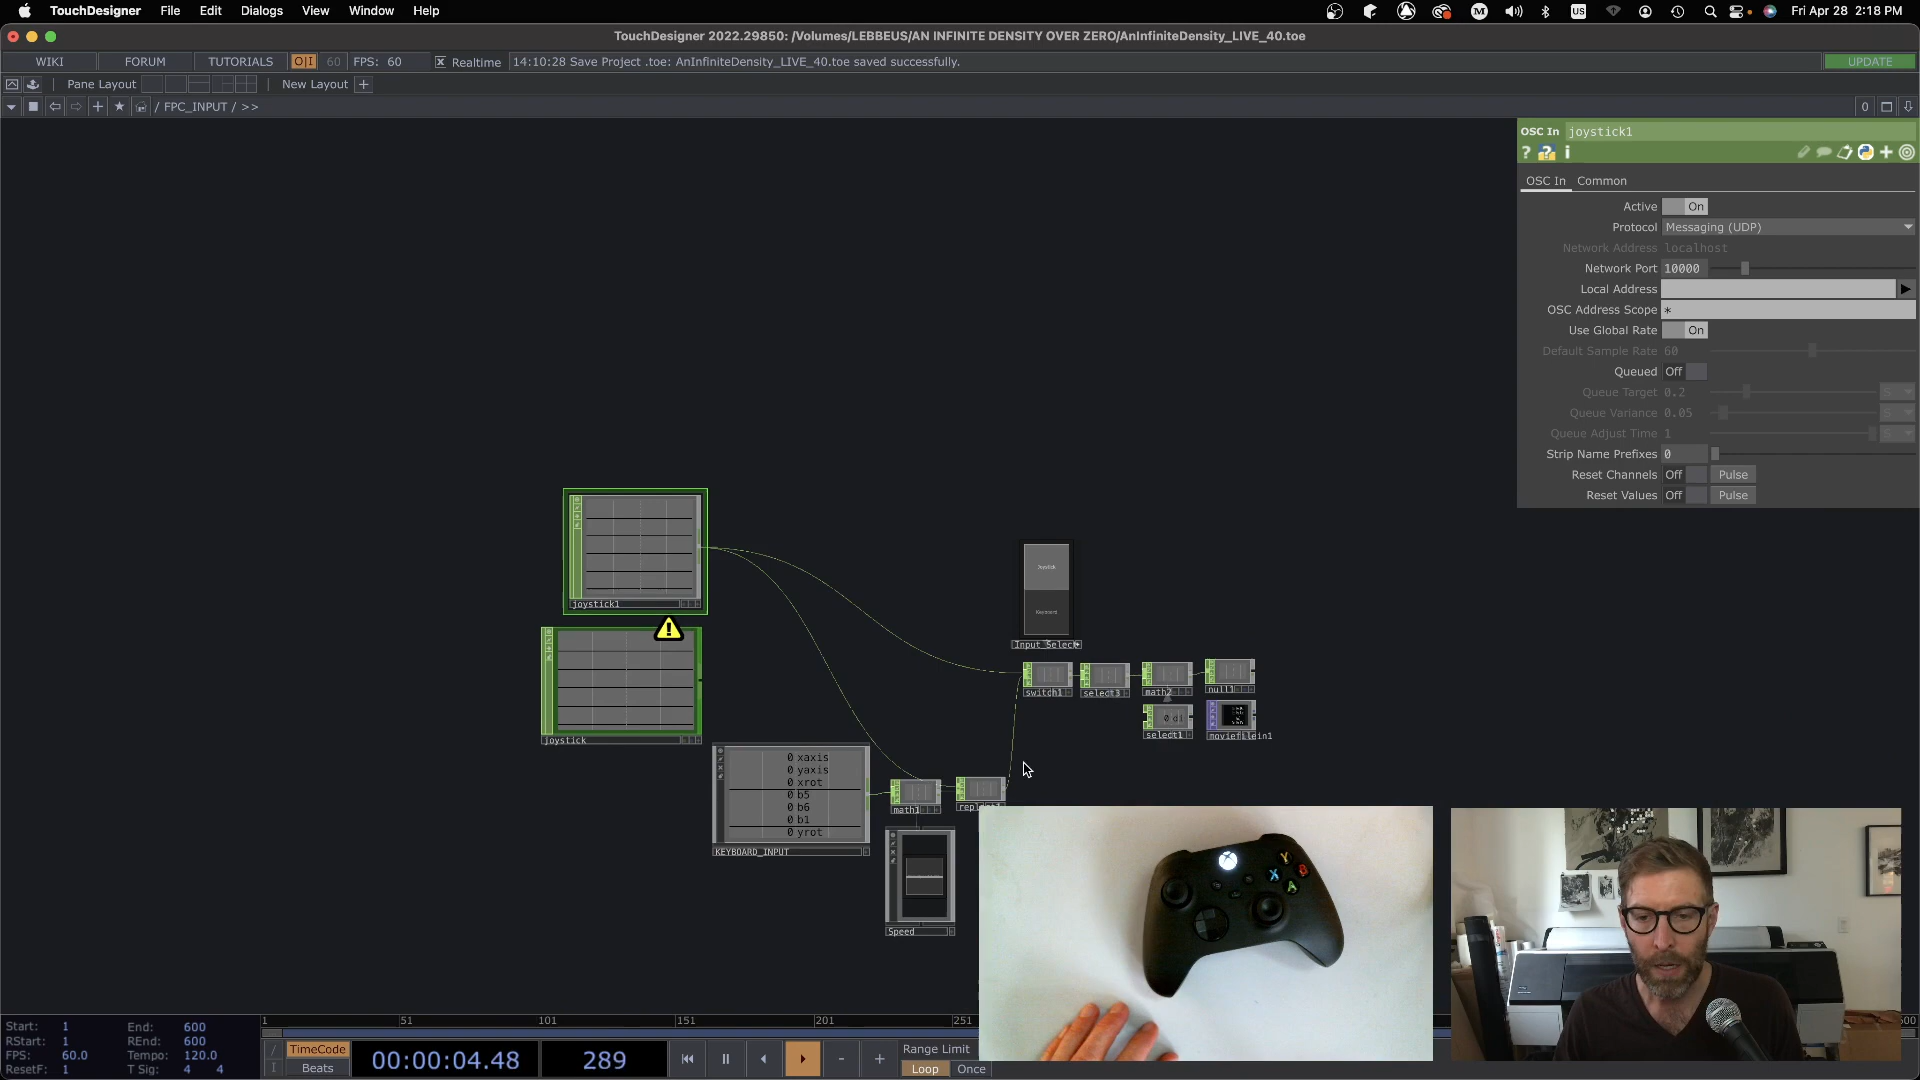 TouchDesigner File Edit Dialogs View Window Help
US Fri Apr 28 2:18 PM
TouchDesigner 2022.29850: /Volumes/LEBBEUS/AN INFINITE DENSITY OVER ZERO/AnInfiniteDensity_LIVE_40.toe
WIKI FORUM TUTORIALS O|I 60 FPS: 60 Realtime 14:10:28 Save Project .toe: AnInfiniteDensity_LIVE_40.toe saved successfully. UPDATE
Pane Layout New Layout +
/ FPC_INPUT / >> 0
OSC In joystick1
OSC In Common
Active On
Protocol Messaging (UDP)
Network Address localhost
Network Port 10000
Local Address
OSC Address Scope *
Use Global Rate On
Default Sample Rate 60
Queued Off
Queue Target 0.2
Queue Variance 0.05
Queue Adjust Time 1
Strip Name Prefixes 0
Reset Channels Off Pulse
Reset Values Off Pulse
joystick1
joystick
Joystick
Keyboard
Input Select
switch1 select3 math2 null1
0 d1
select1 moviefilein1
0 xaxis
0 yaxis
0 xrot
0 b5
0 b6
0 b1
0 yrot
KEYBOARD_INPUT
math1
Speed
Y
X B
A
1 51 101 151 201 251
Start: 1 End: 600
RStart: 1 REnd: 600
FPS: 60.0 Tempo: 120.0
ResetF: 1 T Sig: 4 4
TimeCode
Beats
00:00:04.48
289
- +
Range Limit
Loop Once